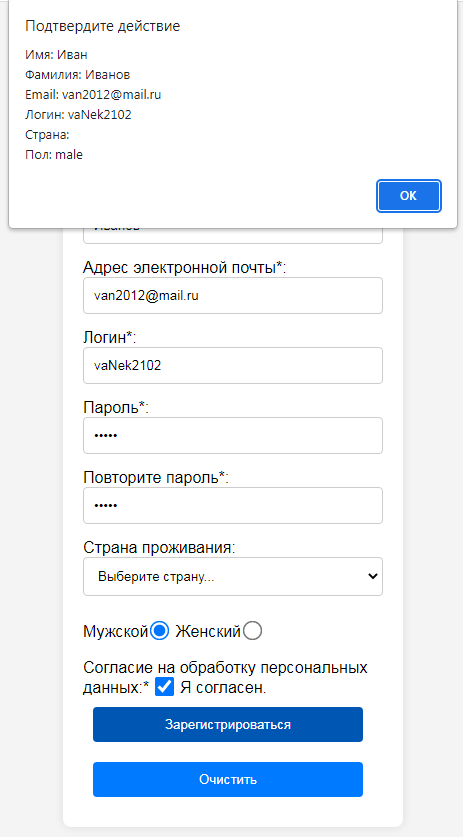 Подтвердите действие
Имя: Иван
Фамилия: Иванов
Email: van2012@mail.ru
Логин: vaNek2102
Страна:
Пол: male
OK
Иванов
Адрес электронной почты*:
van2012@mail.ru
Логин*:
vaNek2102
Пароль*:
•••••
Повторите пароль*:
•••••
Страна проживания:
Выберите страну...
Мужской Женский
Согласие на обработку персональных
данных:* Я согласен.
Зарегистрироваться
Очистить